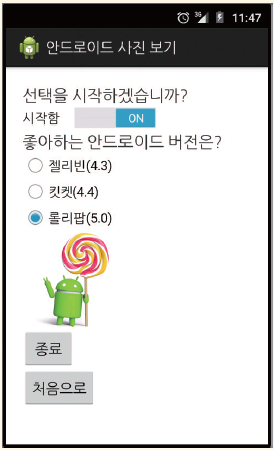 3G 11:47
안드로이드 사진 보기
선택을 시작하겠습니까?
시작함 ON
좋아하는 안드로이드 버전은?
젤리빈(4.3)
킷켓(4.4)
롤리팝(5.0)
종료
처음으로